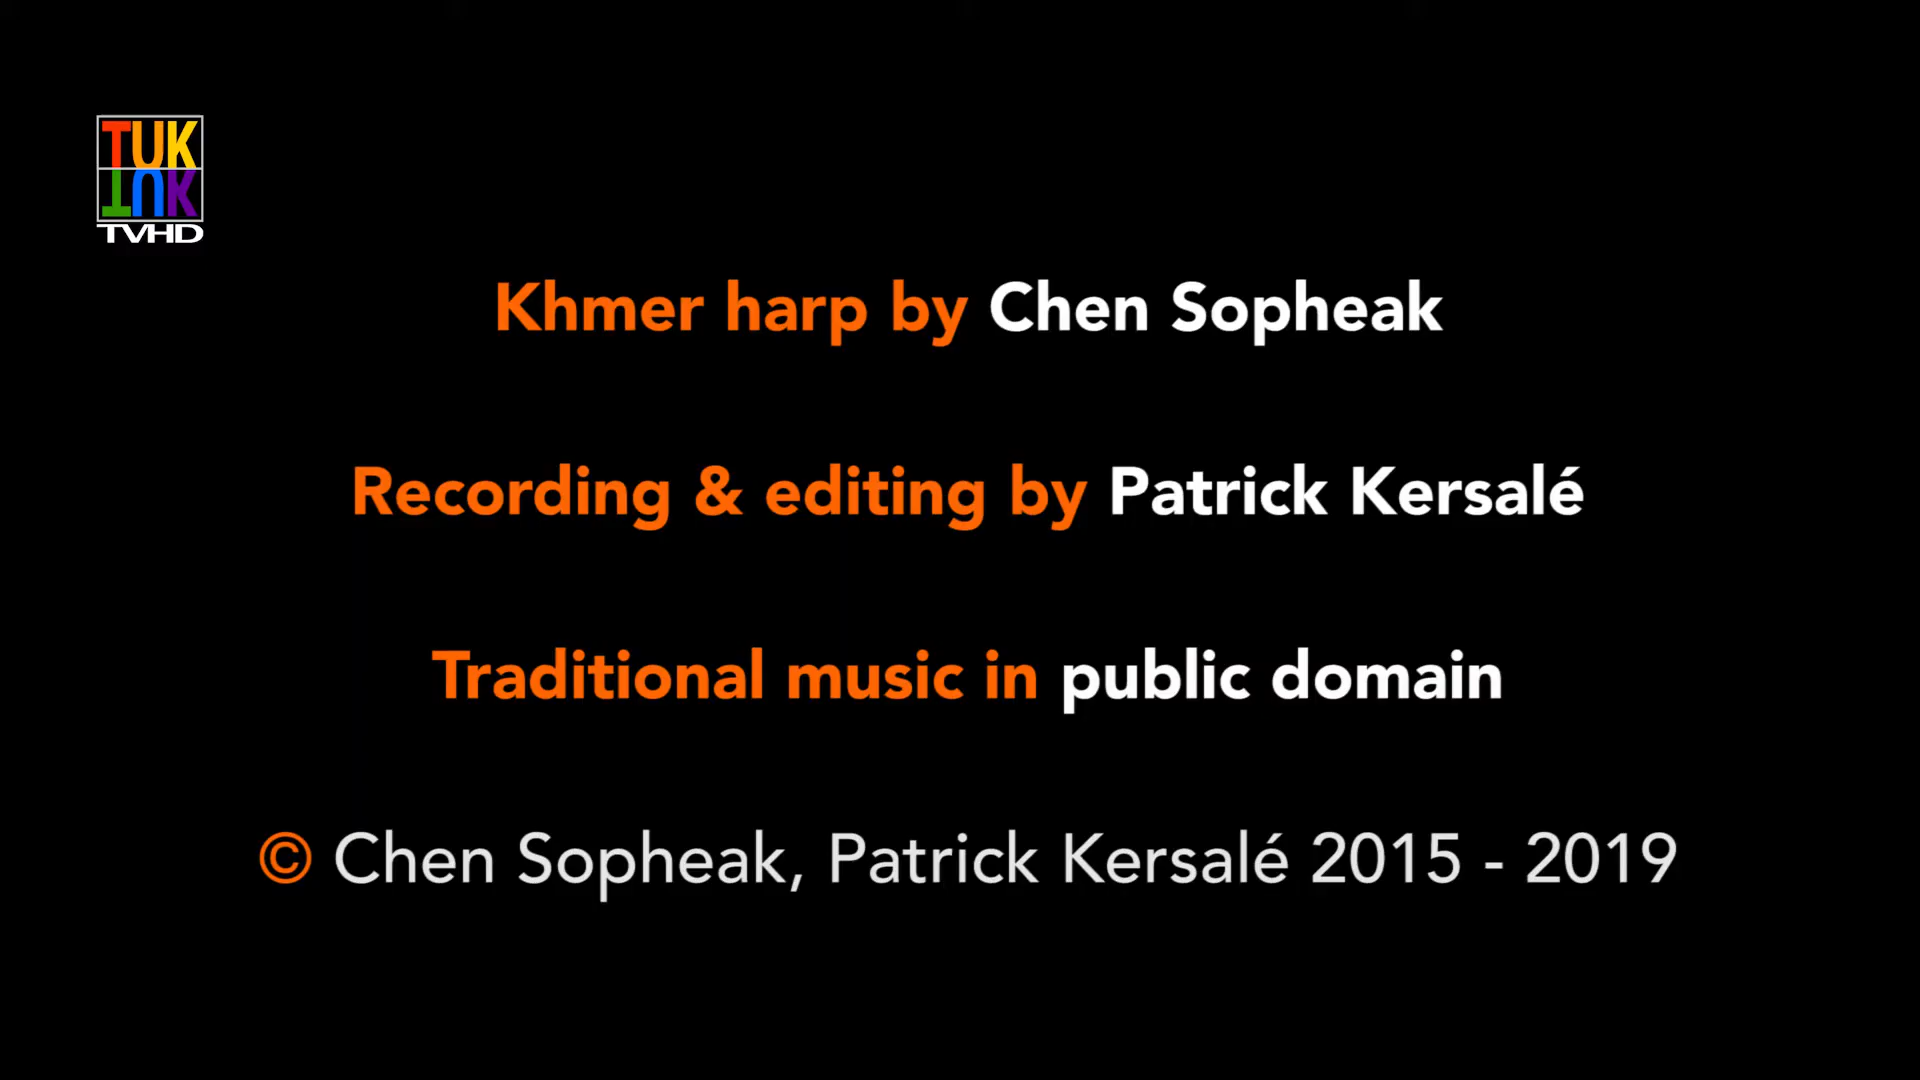 TUK
TUK
TVHD
Khmer harp by Chen Sopheak
Recording & editing by Patrick Kersalé
Traditional music in public domain
© Chen Sopheak, Patrick Kersalé 2015 - 2019